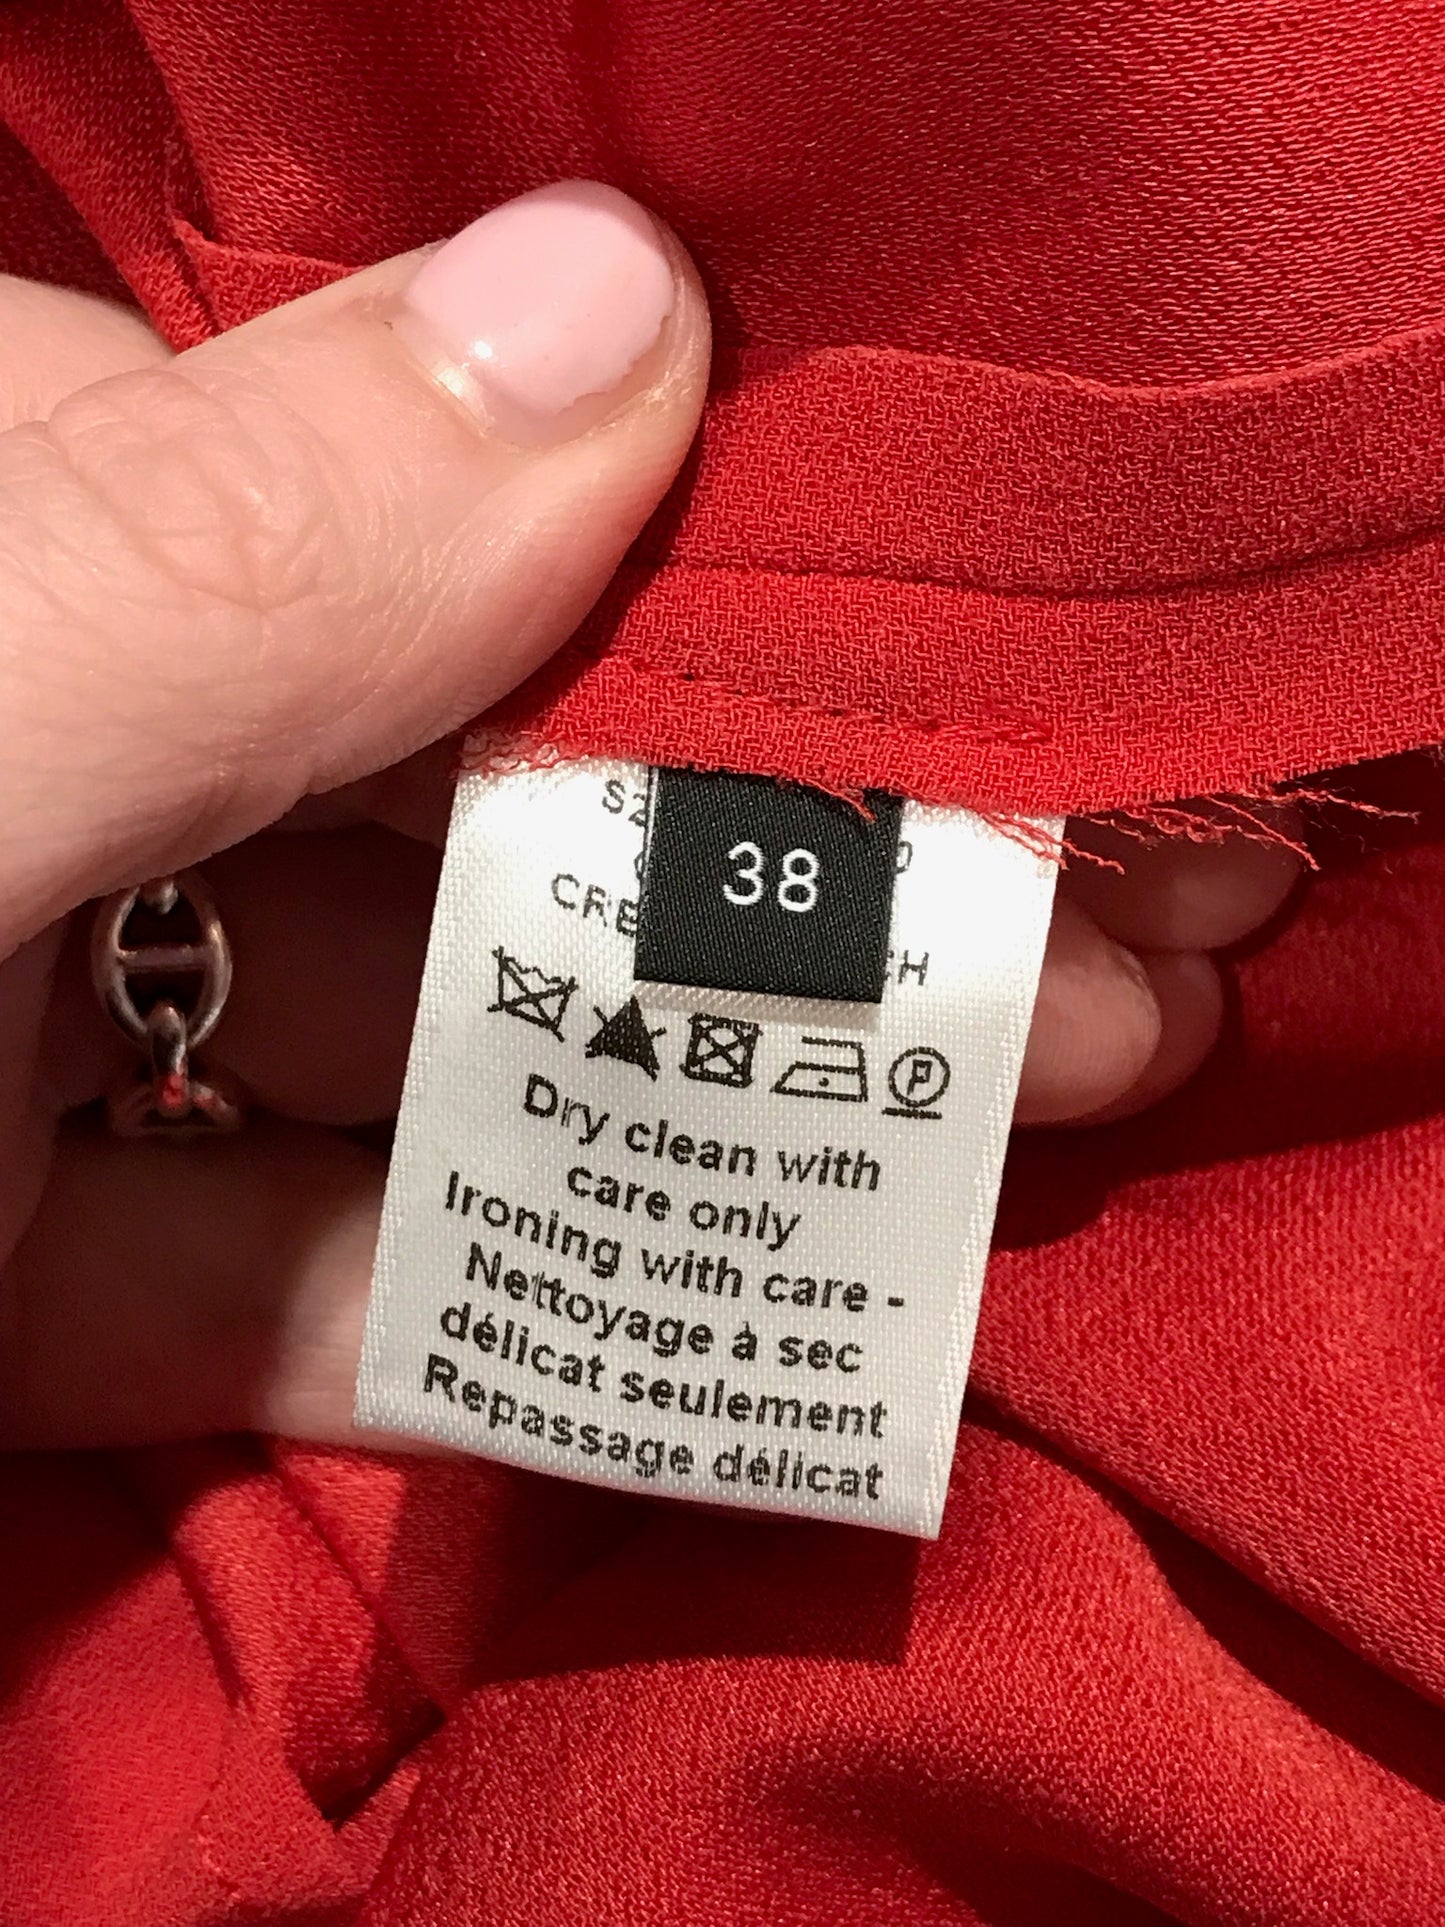 38
Dry clean with
care only
Ironing with care -
Nettoyage à sec
délicat seulement
Repassage délicat